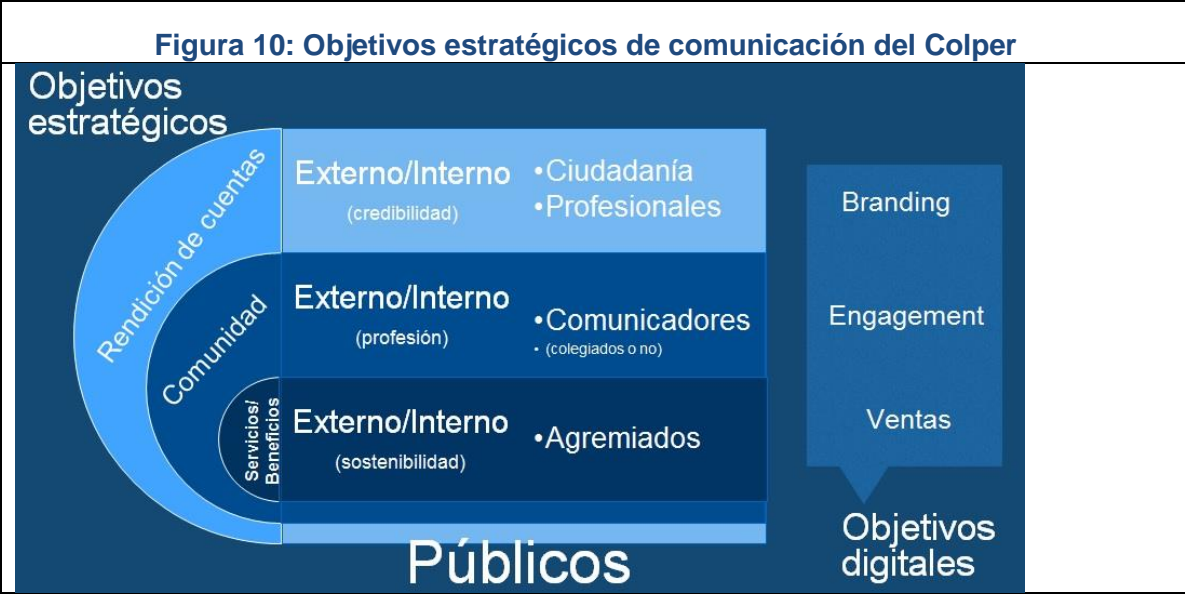 Figura 10: Objetivos estratégicos de comunicación del Colper
Objetivos
estratégicos
Rendición de cuentas
Externo/Interno
(credibilidad)
•Ciudadanía
•Profesionales
Comunidad
Externo/Interno
(profesión)
•Comunicadores
• (colegiados o no)
Servicios/
Beneficios
Externo/Interno
(sostenibilidad)
•Agremiados
Públicos
Branding
Engagement
Ventas
Objetivos
digitales